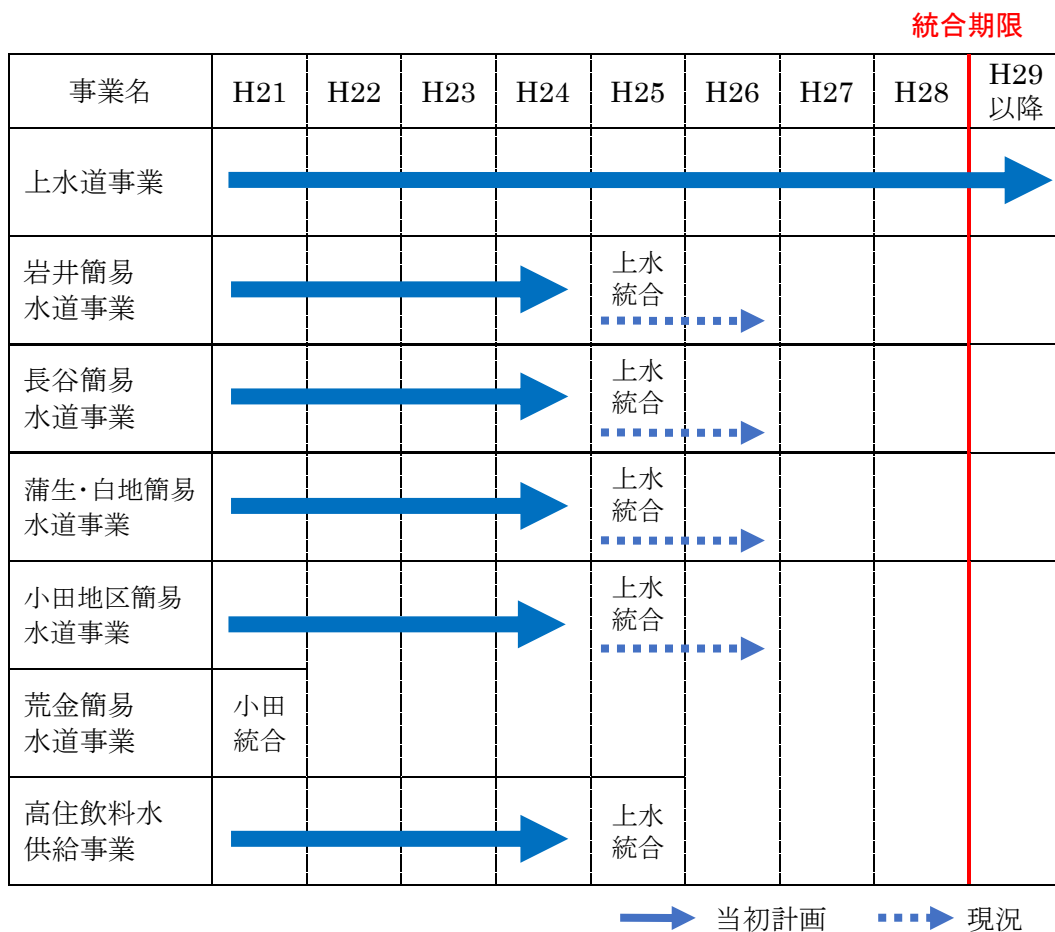 統合期限
事業名 H21 H22 H23 H24 H25 H26 H27 H28 H29
以降
上水道事業
岩井簡易
水道事業
上水
統合
長谷簡易
水道事業
上水
統合
蒲生・白地簡易
水道事業
上水
統合
小田地区簡易
水道事業
上水
統合
荒金簡易
水道事業
小田
統合
高住飲料水
供給事業
上水
統合
当初計画 現況